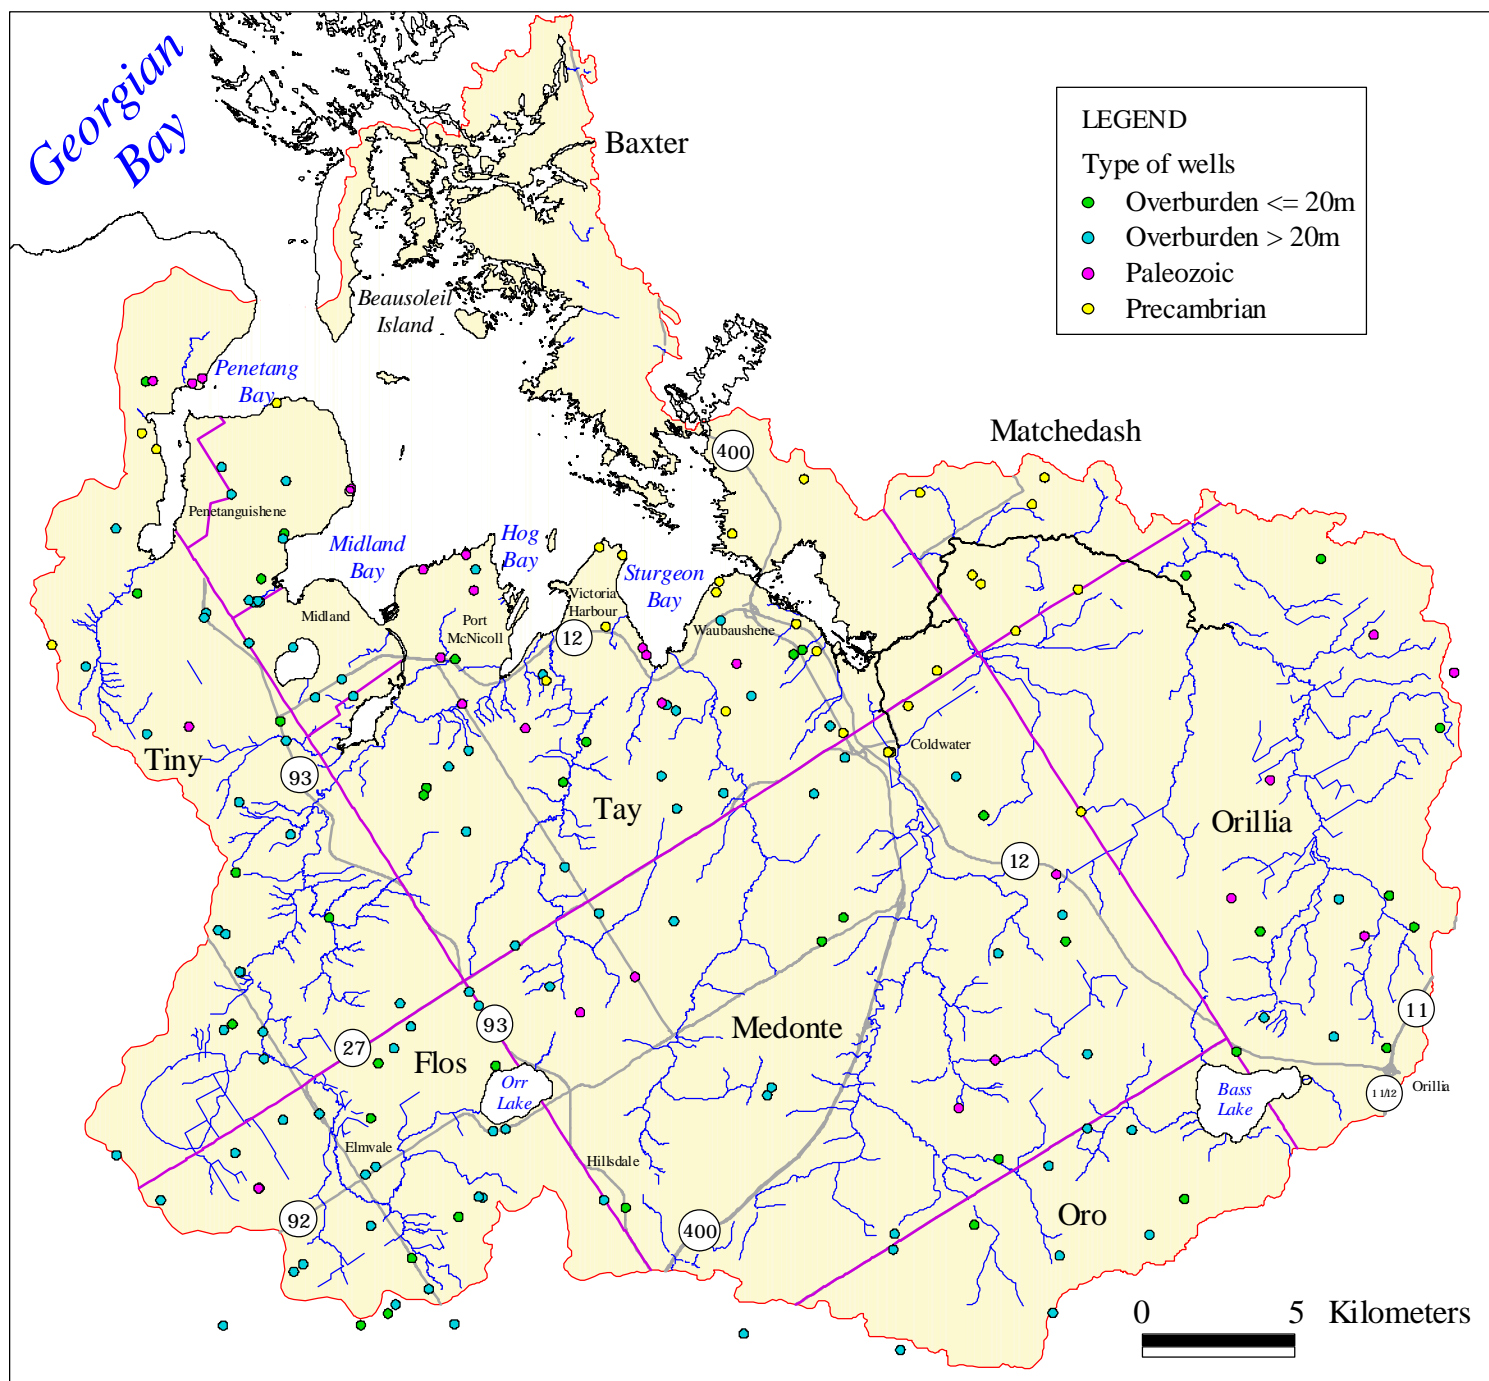 Georgian
Bay
Baxter
LEGEND
Type of wells
Overburden <= 20m
Overburden > 20m
Paleozoic
Precambrian
Beausoleil
Island
Penetang
Bay
Matchedash
400
Penetanguishene
Midland
Bay
Hog
Bay
Sturgeon
Bay
Victoria
Harbour
Midland
Port
McNicoll
12
Waubaushene
Coldwater
Tiny
93
Tay
Orillia
12
Medonte
93
27
Flos
11
Orr
Lake
Bass
Lake
11/12
Orillia
Elmvale
Hillsdale
92
400
Oro
0 5 Kilometers